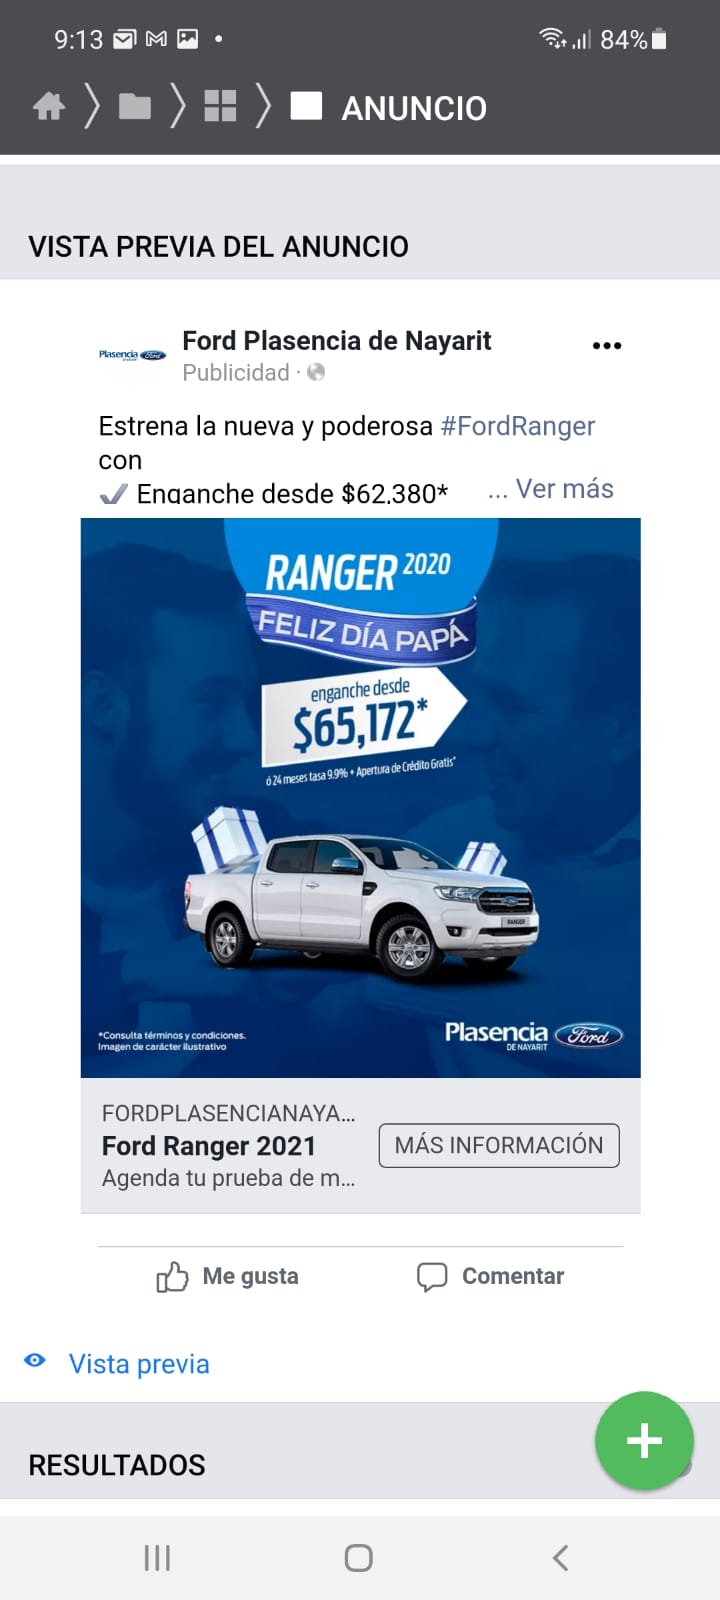 9:13
84%
ANUNCIO
VISTA PREVIA DEL ANUNCIO
Plasencia Ford
Ford Plasencia de Nayarit
Publicidad ·
Estrena la nueva y poderosa #FordRanger
con
✔ Enganche desde $62,380*
... Ver más
RANGER 2020
FELIZ DÍA PAPÁ
enganche desde
$65,172*
ó 24 meses tasa 9.9% + Apertura de Crédito Gratis*
RANGER
*Consulta términos y condiciones.
Imagen de carácter ilustrativo
Plasencia Ford
DE NAYARIT
FORDPLASENCIANAYA...
Ford Ranger 2021
Agenda tu prueba de m...
MÁS INFORMACIÓN
Me gusta
Comentar
Vista previa
RESULTADOS